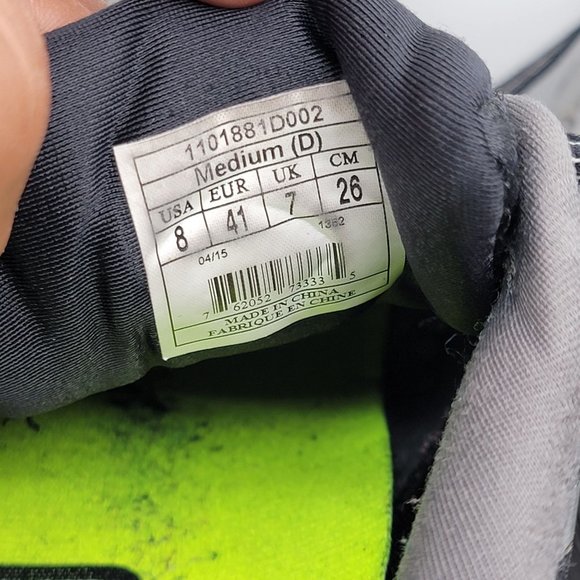 1101881D002
Medium (D)
USA EUR UK CM
8 41 7 26
04/15 1362
7 62052 73333 5
MADE IN CHINA
FABRIQUE EN CHINE